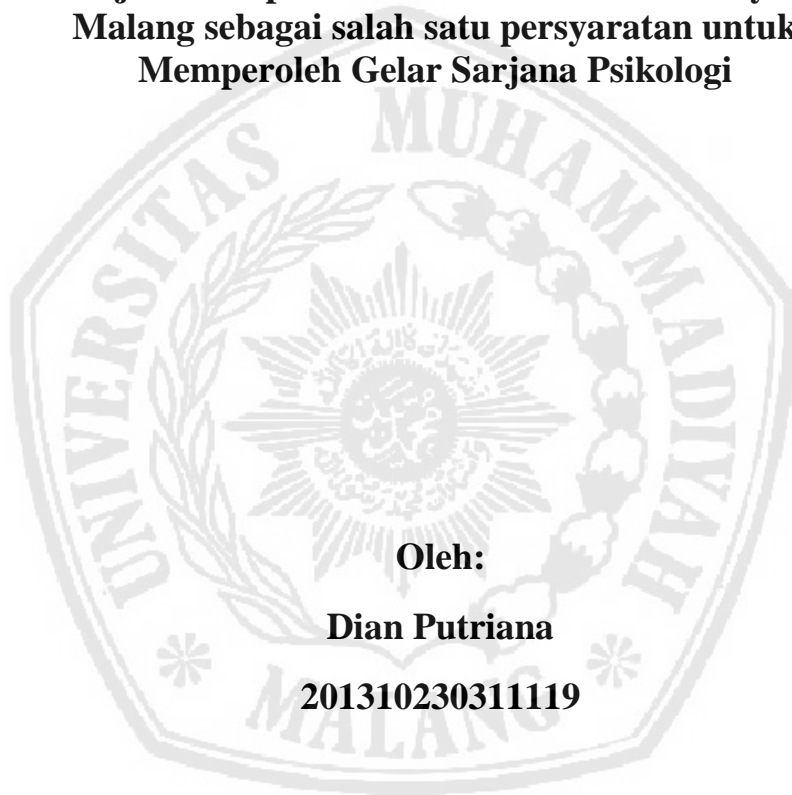 Malang sebagai salah satu persyaratan untuk
Memperoleh Gelar Sarjana Psikologi
UNIVERSITAS MUHAMMADIYAH
Oleh:
Dian Putriana
201310230311119
MALANG